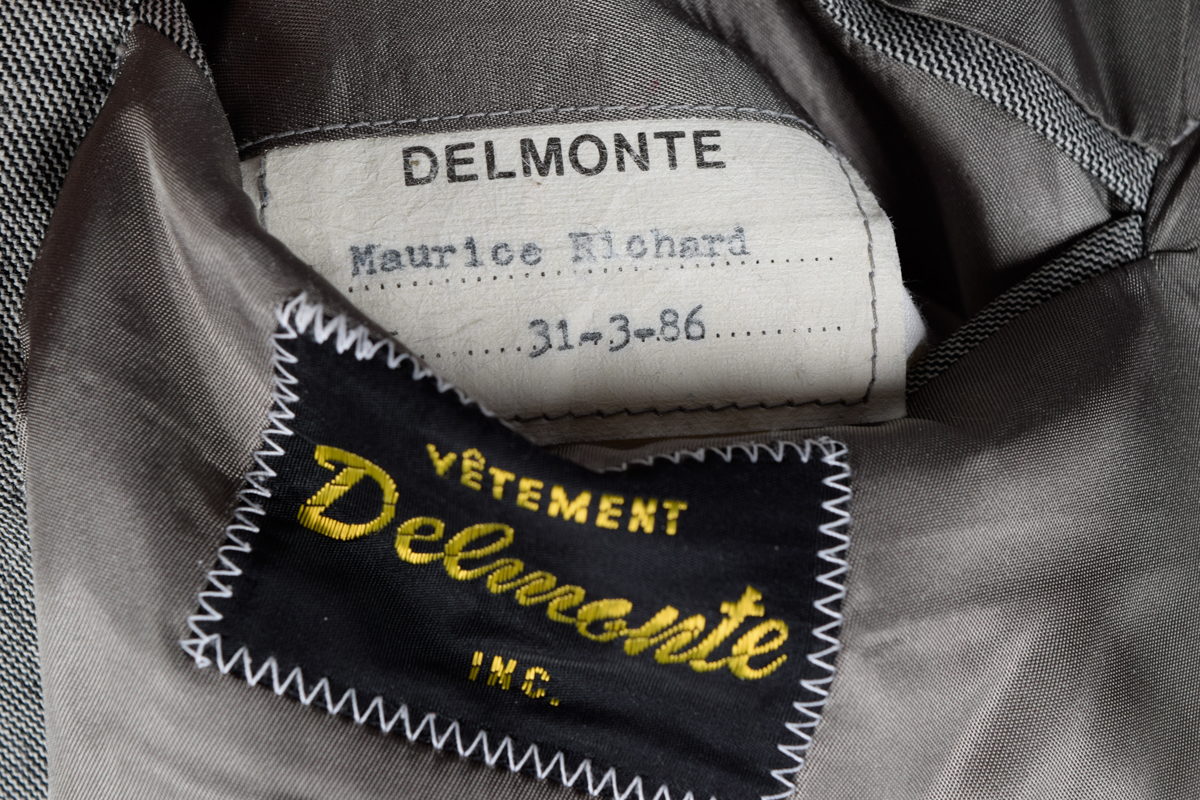 DELMONTE
Maurice Richard
31-3-86
VÊTEMENT
Delmonte
INC.